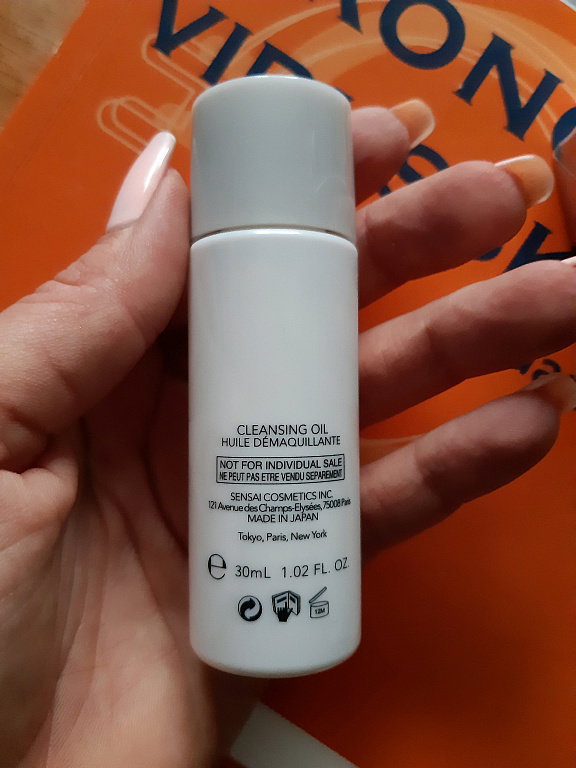 CLEANSING OIL
HUILE DÉMAQUILLANTE
NOT FOR INDIVIDUAL SALE
NE PEUT PAS ETRE VENDU SEPAREMENT
SENSAI COSMETICS INC.
121 Avenue des Champs-Elysées, 75008 Paris
MADE IN JAPAN
Tokyo, Paris, New York
e 30mL 1.02 FL. OZ
12M